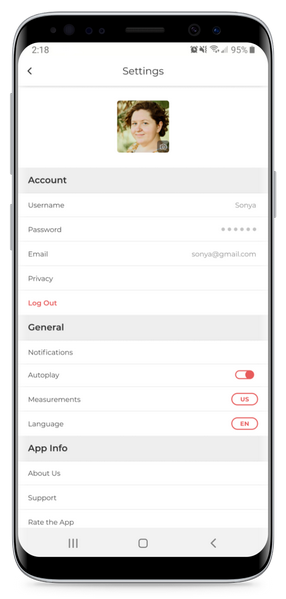 2:18
95%
Settings
Account
Username Sonya
Password ●●●●●●
Email sonya@gmail.com
Privacy
Log Out
General
Notifications
Autoplay
Measurements US
Language EN
App Info
About Us
Support
Rate the App